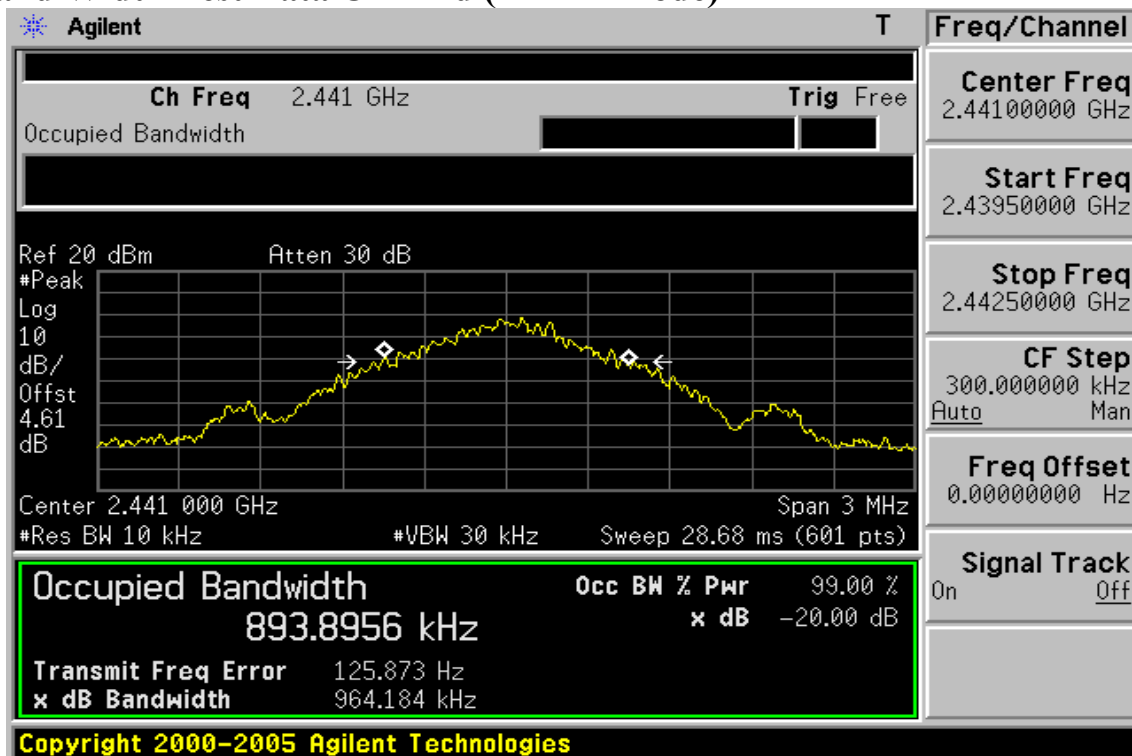 Agilent T
Freq/Channel
Ch Freq 2.441 GHz Trig Free
Occupied Bandwidth
Center Freq
2.44100000 GHz
Start Freq
2.43950000 GHz
Stop Freq
2.44250000 GHz
CF Step
300.000000 kHz
Auto Man
Freq Offset
0.00000000 Hz
Signal Track
On Off
Ref 20 dBm Atten 30 dB
#Peak
Log
10
dB/
Offst
4.61
dB
Center 2.441 000 GHz Span 3 MHz
#Res BW 10 kHz #VBW 30 kHz Sweep 28.68 ms (601 pts)
Occupied Bandwidth
893.8956 kHz
Occ BW % Pwr 99.00 %
x dB -20.00 dB
Transmit Freq Error 125.873 Hz
x dB Bandwidth 964.184 kHz
Copyright 2000-2005 Agilent Technologies